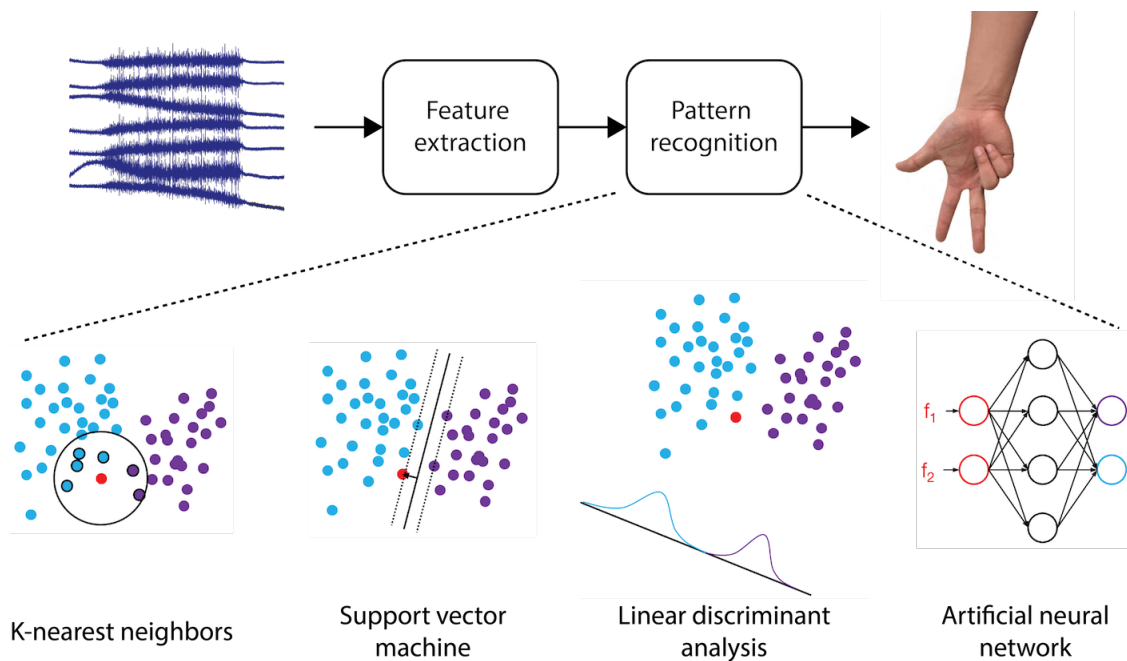 Feature
extraction
Pattern
recognition
f1
f2
K-nearest neighbors
Support vector
machine
Linear discriminant
analysis
Artificial neural
network